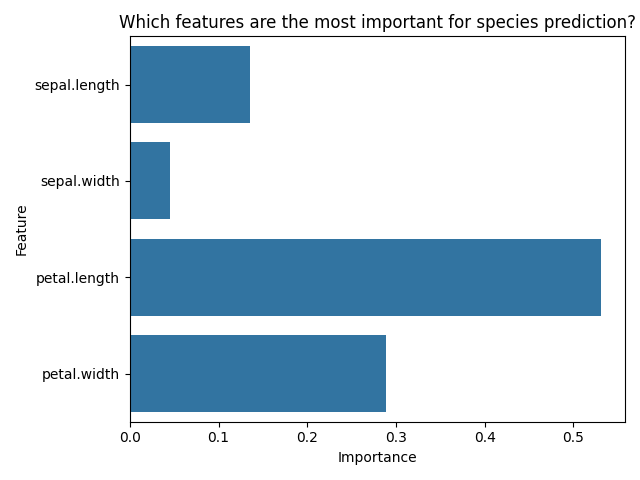 Which features are the most important for species prediction?
sepal.length
sepal.width
petal.length
petal.width
Feature
0.0 0.1 0.2 0.3 0.4 0.5
Importance